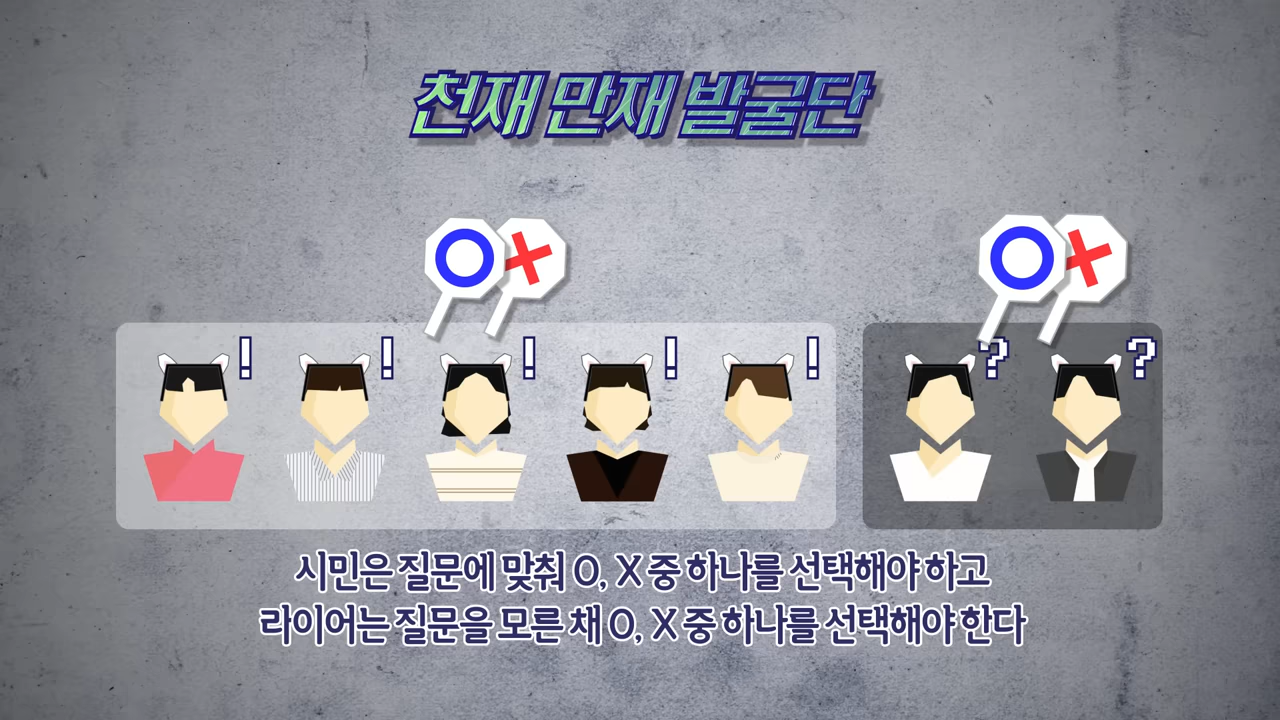 천재 만재 발굴단
O X
O X
! ! ! ! !
? ?
시민은 질문에 맞춰 O, X 중 하나를 선택해야 하고
라이어는 질문을 모른 채 O, X 중 하나를 선택해야 한다